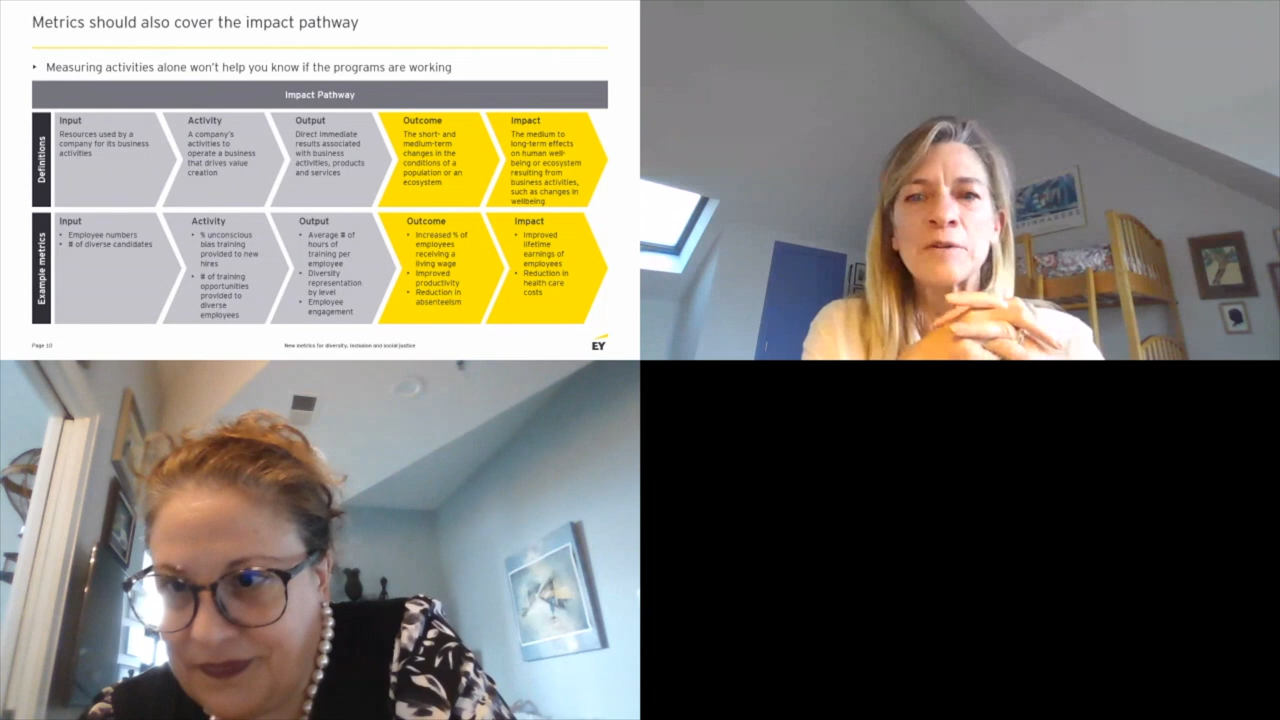 Metrics should also cover the impact pathway
‣ Measuring activities alone won't help you know if the programs are working
Impact Pathway
Definitions
Input
Resources used by a
company for its business
activities
Activity
A company's
activities to
operate a business
that drives value
creation
Output
Direct immediate
results associated
with business
activities, products
and services
Outcome
The short- and
medium-term
changes in the
conditions of a
population or an
ecosystem
Impact
The medium to
long-term effects
on human well-
being or ecosystem
resulting from
business activities,
such as changes in
wellbeing
Example metrics
Input
• Employee numbers
• # of diverse candidates
Activity
• % unconscious
bias training
provided to new
hires
• # of training
opportunities
provided to
diverse
employees
Output
• Average # of
hours of
training per
employee
• Diversity
representation
by level
• Employee
engagement
Outcome
• Increased % of
employees
receiving a
living wage
• Improved
productivity
• Reduction in
absenteeism
Impact
• Improved
lifetime
earnings of
employees
• Reduction in
health care
costs
Page 10
New metrics for diversity, inclusion and social justice
EY